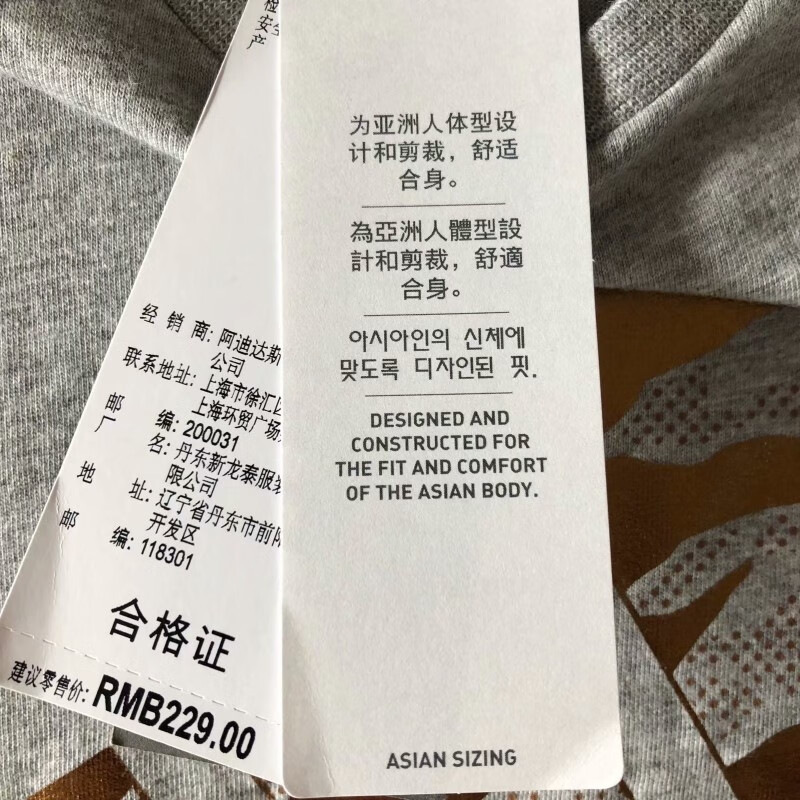 安
产
经 销 商: 阿迪达斯
公司
联系地址: 上海市徐汇
上海环贸广场
邮 编: 200031
厂 名: 丹东新龙泰服装
限公司
地 址: 辽宁省丹东市前
开发区
邮 编: 118301
合格证
建议零售价: RMB229.00
为亚洲人体型设
计和剪裁，舒适
合身。
為亞洲人體型設
計和剪裁，舒適
合身。
아시아인의 신체에
맞도록 디자인된 핏.
DESIGNED AND
CONSTRUCTED FOR
THE FIT AND COMFORT
OF THE ASIAN BODY.
ASIAN SIZING